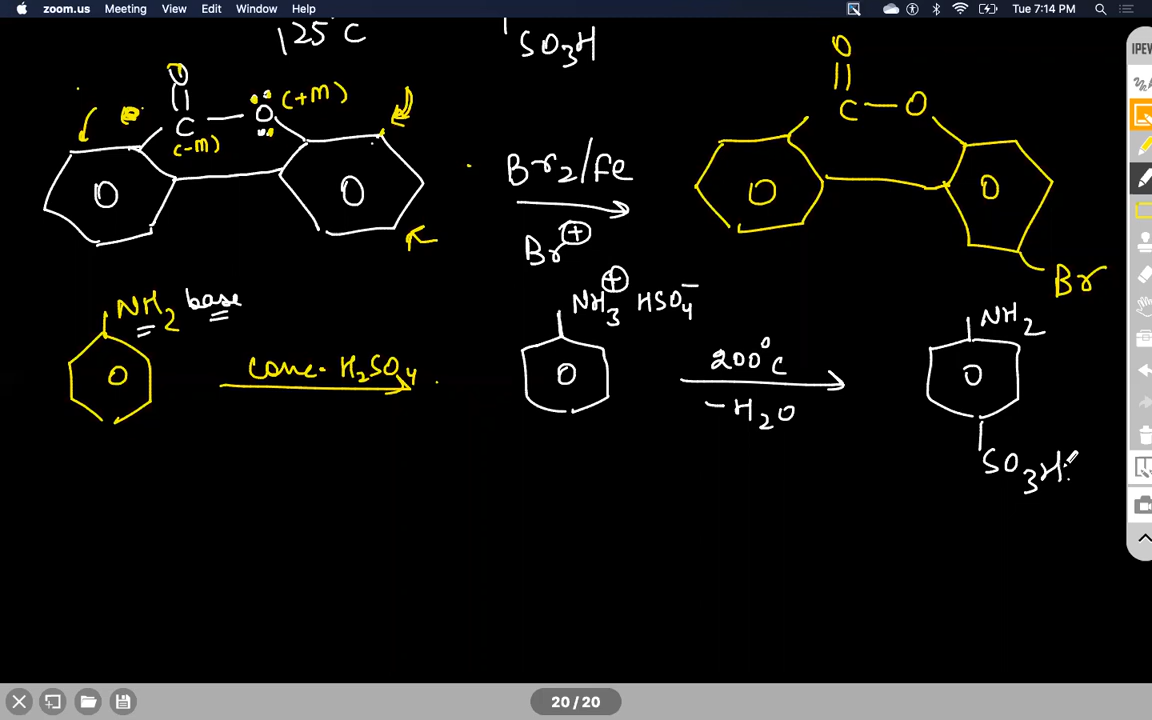 zoom.us Meeting View Edit Window Help Tue 7:14 PM
IPEV
125°C
SO3H
O
C — O (+M)
(-M)
O O
Br2/Fe
Br⊕
O
C — O
O O
Br
NH2 base
O
conc. H2SO4
NH3⊕ HSO4−
O
200°C
−H2O
NH2
O
SO3H
20 / 20